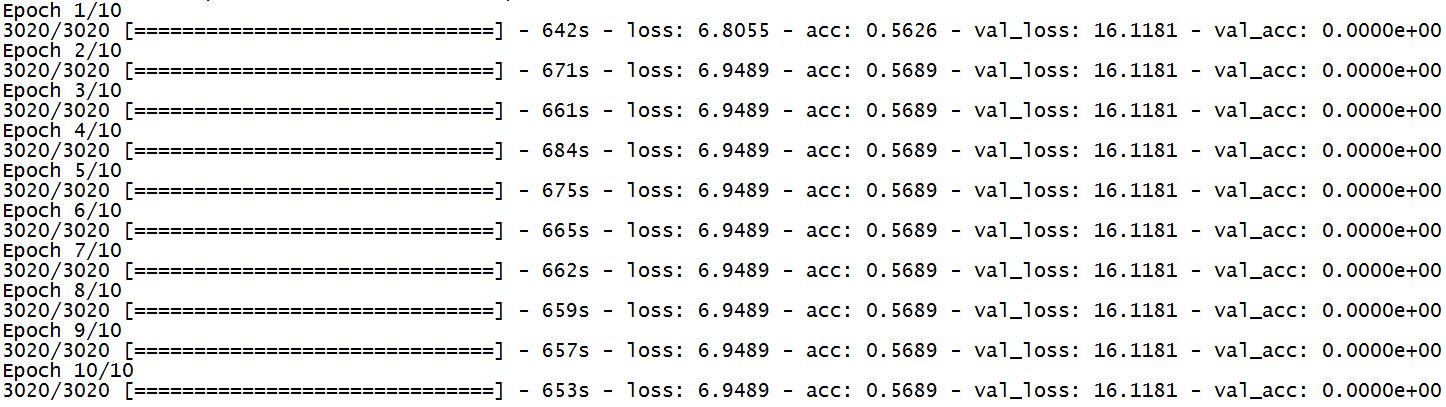 Epoch 1/10
3020/3020 [==============================] - 642s - loss: 6.8055 - acc: 0.5626 - val_loss: 16.1181 - val_acc: 0.0000e+00
Epoch 2/10
3020/3020 [==============================] - 671s - loss: 6.9489 - acc: 0.5689 - val_loss: 16.1181 - val_acc: 0.0000e+00
Epoch 3/10
3020/3020 [==============================] - 661s - loss: 6.9489 - acc: 0.5689 - val_loss: 16.1181 - val_acc: 0.0000e+00
Epoch 4/10
3020/3020 [==============================] - 684s - loss: 6.9489 - acc: 0.5689 - val_loss: 16.1181 - val_acc: 0.0000e+00
Epoch 5/10
3020/3020 [==============================] - 675s - loss: 6.9489 - acc: 0.5689 - val_loss: 16.1181 - val_acc: 0.0000e+00
Epoch 6/10
3020/3020 [==============================] - 665s - loss: 6.9489 - acc: 0.5689 - val_loss: 16.1181 - val_acc: 0.0000e+00
Epoch 7/10
3020/3020 [==============================] - 662s - loss: 6.9489 - acc: 0.5689 - val_loss: 16.1181 - val_acc: 0.0000e+00
Epoch 8/10
3020/3020 [==============================] - 659s - loss: 6.9489 - acc: 0.5689 - val_loss: 16.1181 - val_acc: 0.0000e+00
Epoch 9/10
3020/3020 [==============================] - 657s - loss: 6.9489 - acc: 0.5689 - val_loss: 16.1181 - val_acc: 0.0000e+00
Epoch 10/10
3020/3020 [==============================] - 653s - loss: 6.9489 - acc: 0.5689 - val_loss: 16.1181 - val_acc: 0.0000e+00